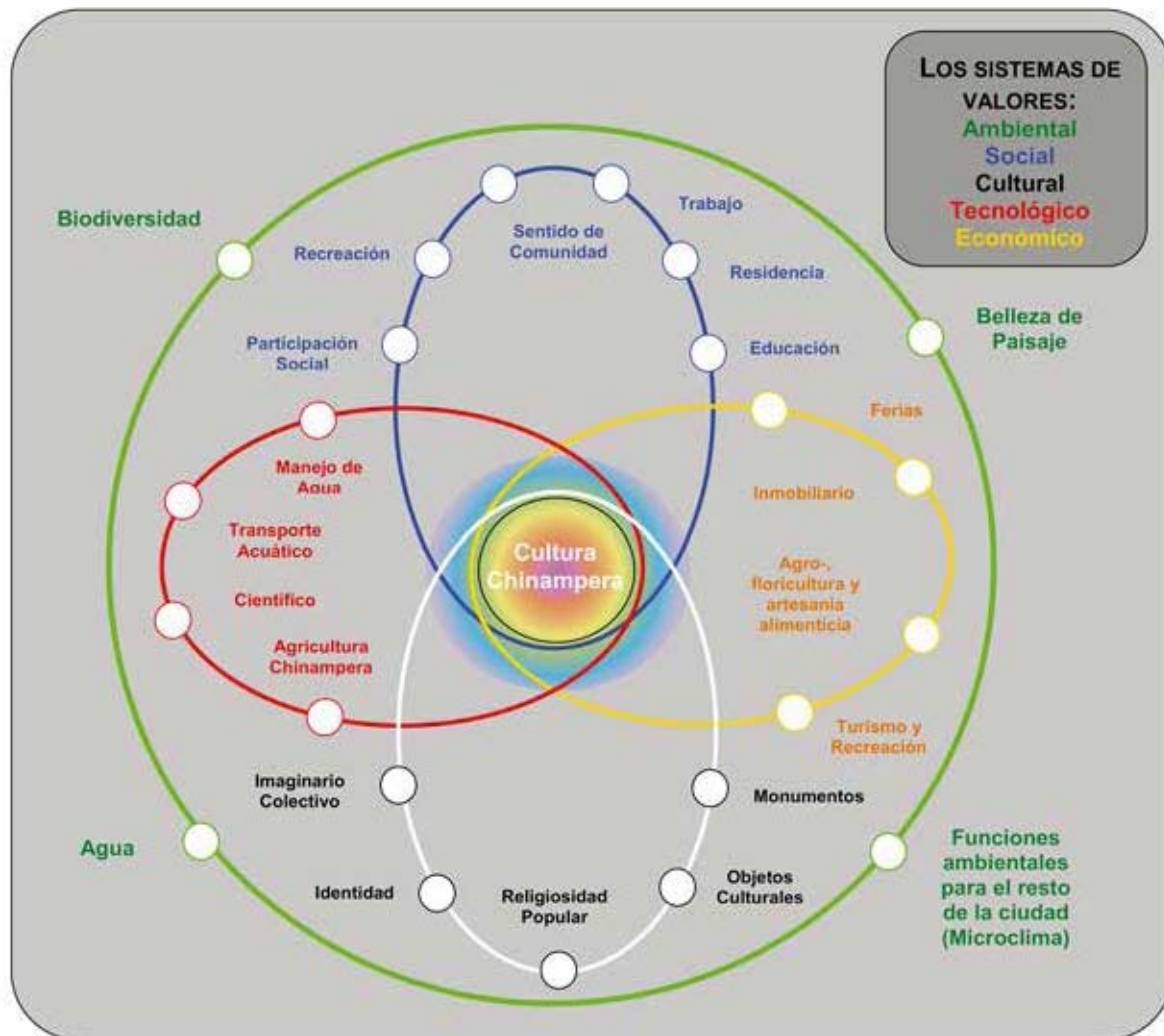 LOS SISTEMAS DE
VALORES:
Ambiental
Social
Cultural
Tecnológico
Económico
Biodiversidad
Trabajo
Recreación
Sentido de
Comunidad
Residencia
Participación
Social
Educación
Belleza de
Paisaje
Ferias
Manejo de
Agua
Inmobiliario
Transporte
Acuático
Cultura
Chinampera
Agro-,
floricultura y
artesanía
alimenticia
Científico
Agricultura
Chinampera
Turismo y
Recreación
Imaginario
Colectivo
Monumentos
Agua
Funciones
ambientales
para el resto
de la ciudad
(Microclima)
Identidad
Religiosidad
Popular
Objetos
Culturales